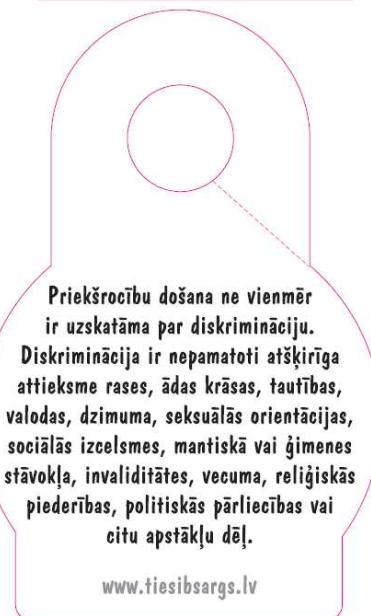 Priekšrocību došana ne vienmēr
ir uzskatāma par diskrimināciju.
Diskriminācija ir nepamatoti atšķirīga
attieksme rases, ādas krāsas, tautības,
valodas, dzimuma, seksuālās orientācijas,
sociālās izcelsmes, mantiskā vai ģimenes
stāvokļa, invaliditātes, vecuma, reliģiskās
piederības, politiskās pārliecības vai
citu apstākļu dēļ.
www.tiesibsargs.lv